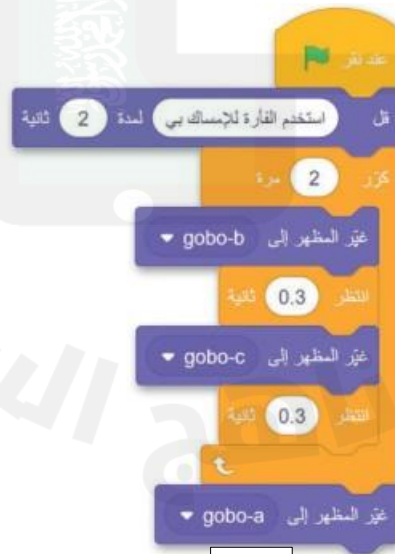 عند نقر
قل استخدم الفأرة للإمساك بي لمدة 2 ثانية
كرّر 2 مرة
غيّر المظهر إلى gobo-b
انتظر 0.3 ثانية
غيّر المظهر إلى gobo-c
انتظر 0.3 ثانية
غيّر المظهر إلى gobo-a